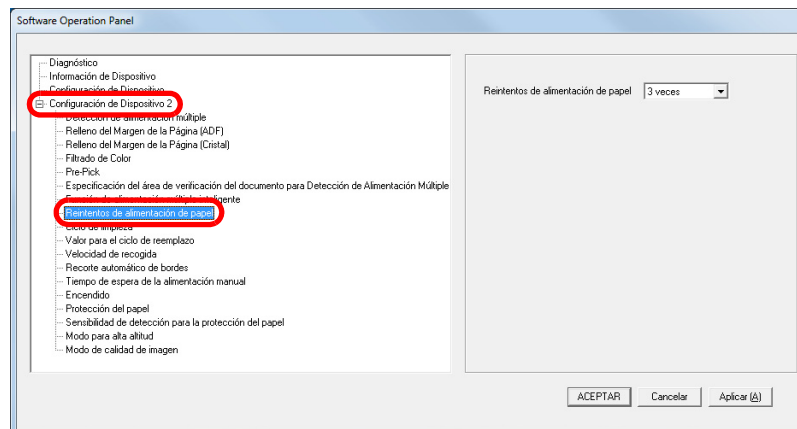 Software Operation Panel
Diagnóstico
Información de Dispositivo
Configuración de Dispositivo
Configuración de Dispositivo 2
Detección de alimentación múltiple
Relleno del Margen de la Página (ADF)
Relleno del Margen de la Página (Cristal)
Filtrado de Color
Pre-Pick
Especificación del área de verificación del documento para Detección de Alimentación Múltiple
Función de alimentación múltiple inteligente
Reintentos de alimentación de papel
Ciclo de limpieza
Valor para el ciclo de reemplazo
Velocidad de recogida
Recorte automático de bordes
Tiempo de espera de la alimentación manual
Encendido
Protección del papel
Sensibilidad de detección para la protección del papel
Modo para alta altitud
Modo de calidad de imagen
Reintentos de alimentación de papel 3 veces
ACEPTAR Cancelar Aplicar (A)